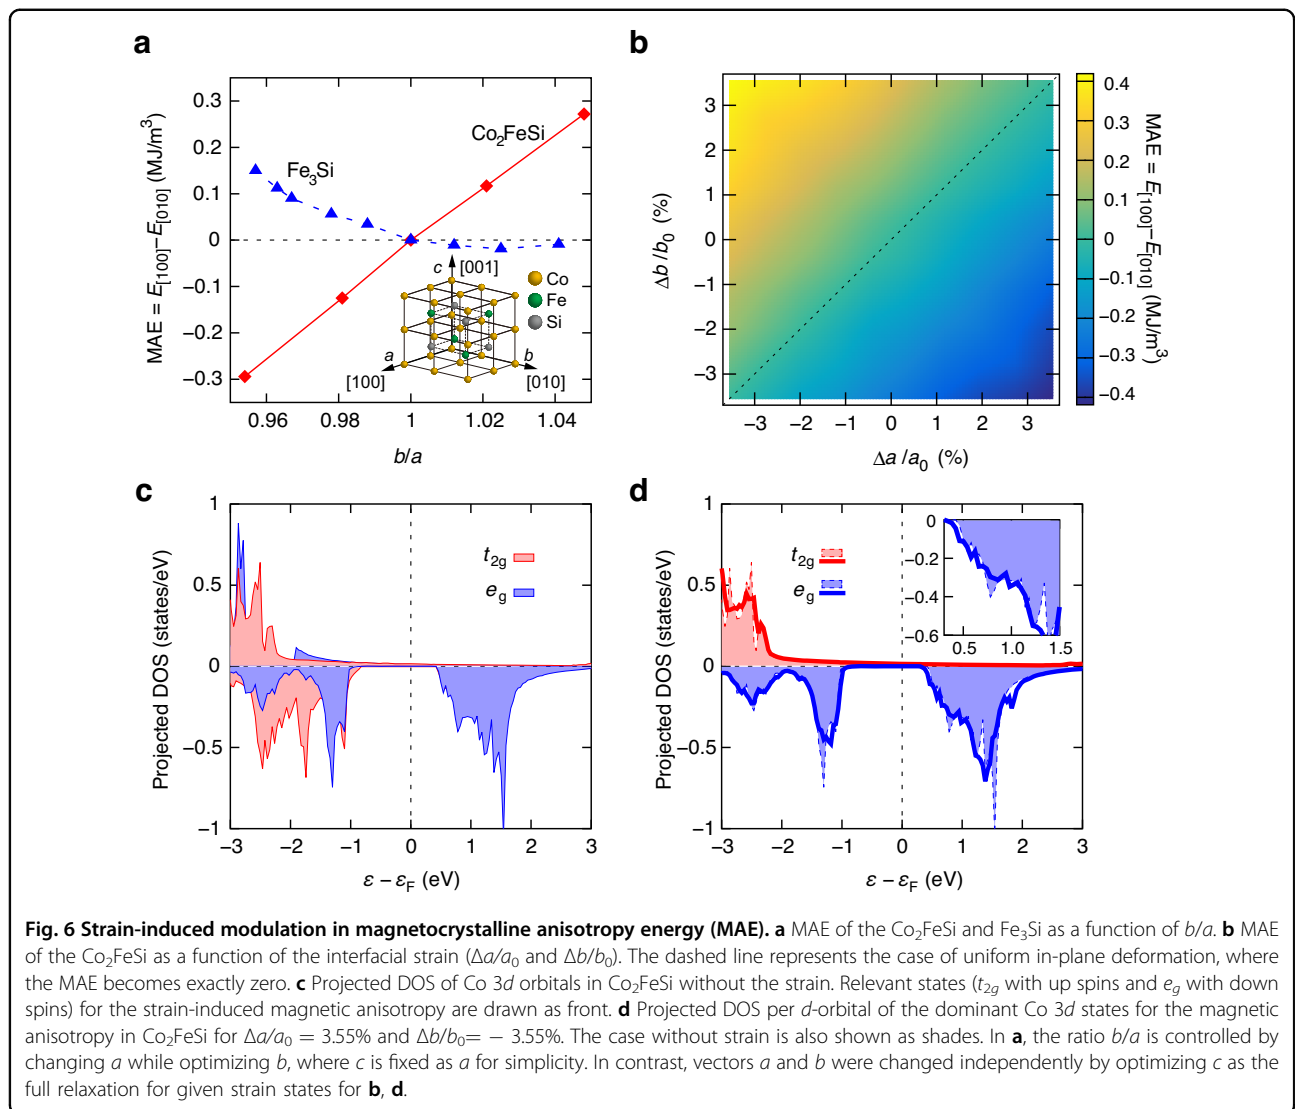 a
MAE = E[100]−E[010] (MJ/m3)
0.3
0.2
0.1
0
−0.1
−0.2
−0.3
Co2FeSi
Fe3Si
c
[001]
Co
Fe
Si
a
[100]
b
[010]
0.96
0.98
1
1.02
1.04
b/a
b
Δb/b0 (%)
3
2
1
0
−1
−2
−3
−3
−2
−1
0
1
2
3
Δa/a0 (%)
0.4
0.3
0.2
0.1
0
−0.1
−0.2
−0.3
−0.4
MAE = E[100]−E[010] (MJ/m3)
c
Projected DOS (states/eV)
1
0.5
0
−0.5
−1
t2g
eg
−3
−2
−1
0
1
2
3
ε − εF (eV)
d
Projected DOS (states/eV)
1
0.5
0
−0.5
−1
t2g
eg
0
−0.2
−0.4
−0.6
0.5
1.0
1.5
−3
−2
−1
0
1
2
3
ε − εF (eV)
Fig. 6 Strain-induced modulation in magnetocrystalline anisotropy energy (MAE). a MAE of the Co2FeSi and Fe3Si as a function of b/a. b MAE
of the Co2FeSi as a function of the interfacial strain (Δa/a0 and Δb/b0). The dashed line represents the case of uniform in-plane deformation, where
the MAE becomes exactly zero. c Projected DOS of Co 3d orbitals in Co2FeSi without the strain. Relevant states (t2g with up spins and eg with down
spins) for the strain-induced magnetic anisotropy are drawn as front. d Projected DOS per d-orbital of the dominant Co 3d states for the magnetic
anisotropy in Co2FeSi for Δa/a0 = 3.55% and Δb/b0= − 3.55%. The case without strain is also shown as shades. In a, the ratio b/a is controlled by
changing a while optimizing b, where c is fixed as a for simplicity. In contrast, vectors a and b were changed independently by optimizing c as the
full relaxation for given strain states for b, d.